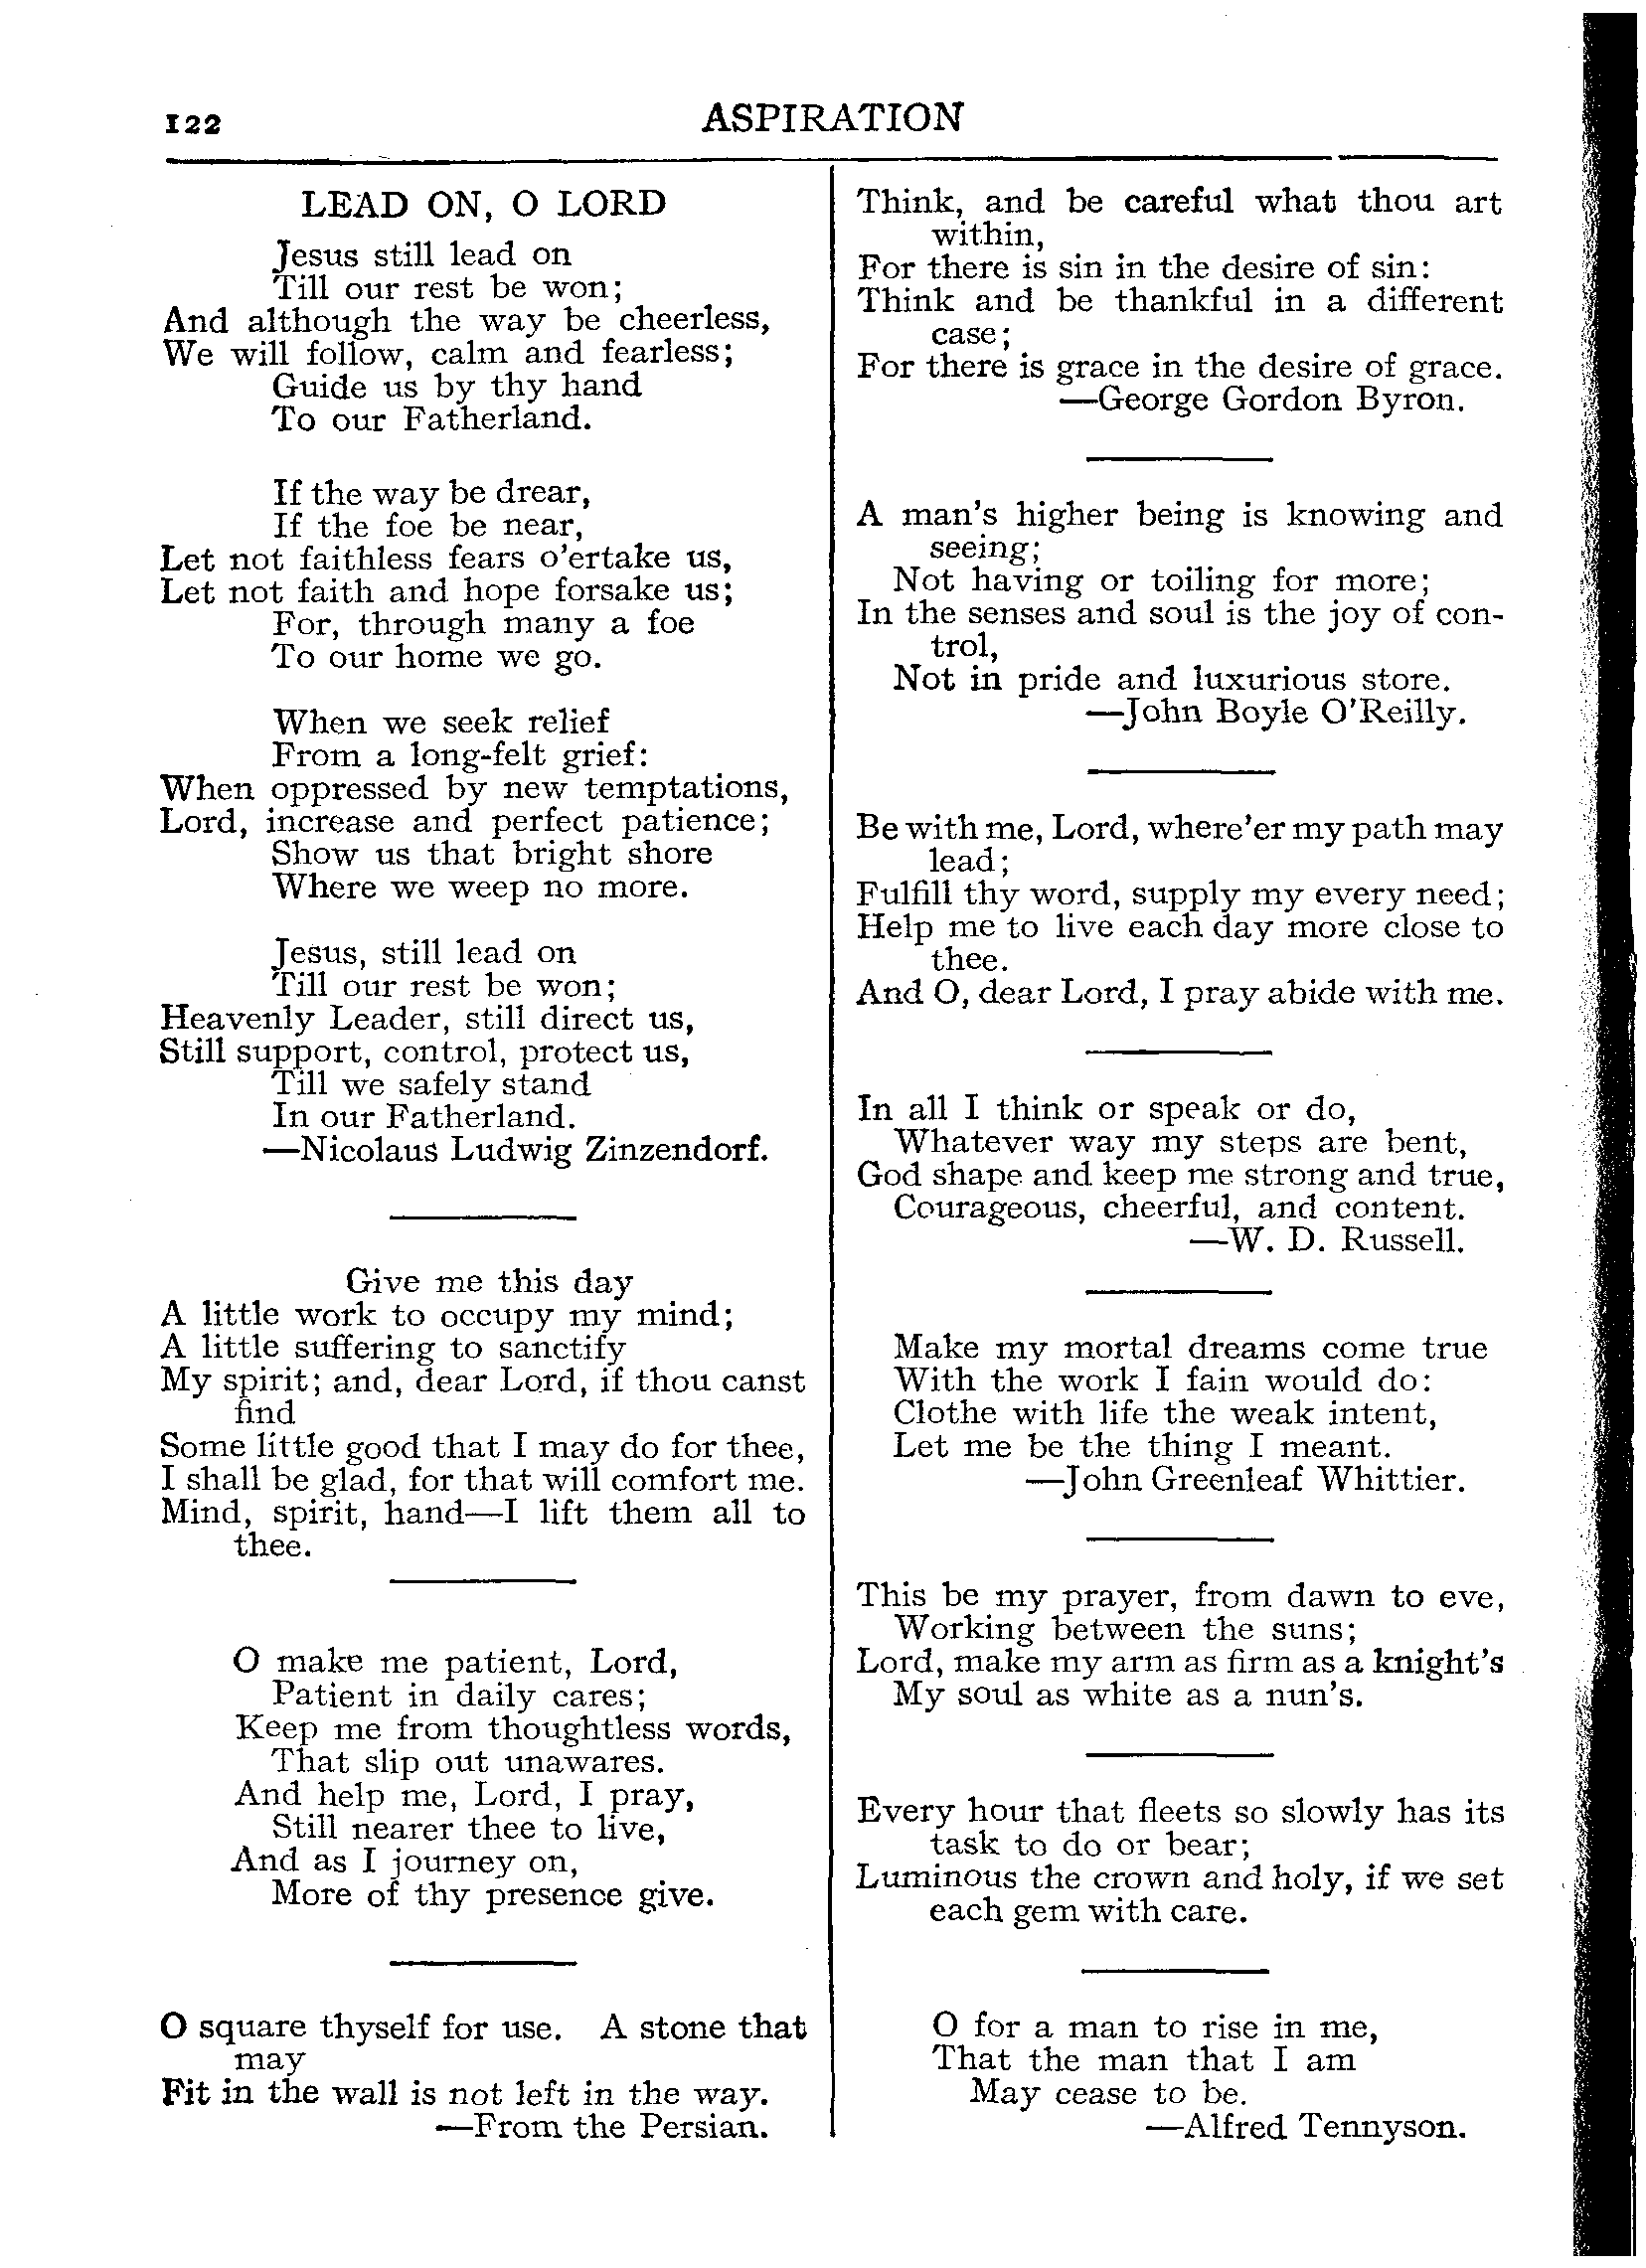 122
ASPIRATION
LEAD ON, O LORD
Jesus still lead on
Till our rest be won;
And although the way be cheerless,
We will follow, calm and fearless;
Guide us by thy hand
To our Fatherland.
If the way be drear,
If the foe be near,
Let not faithless fears o'ertake us,
Let not faith and hope forsake us;
For, through many a foe
To our home we go.
When we seek relief
From a long-felt grief:
When oppressed by new temptations,
Lord, increase and perfect patience;
Show us that bright shore
Where we weep no more.
Jesus, still lead on
Till our rest be won;
Heavenly Leader, still direct us,
Still support, control, protect us,
Till we safely stand
In our Fatherland.
—Nicolaus Ludwig Zinzendorf.
Give me this day
A little work to occupy my mind;
A little suffering to sanctify
My spirit; and, dear Lord, if thou canst
find
Some little good that I may do for thee,
I shall be glad, for that will comfort me.
Mind, spirit, hand—I lift them all to
thee.
O make me patient, Lord,
Patient in daily cares;
Keep me from thoughtless words,
That slip out unawares.
And help me, Lord, I pray,
Still nearer thee to live,
And as I journey on,
More of thy presence give.
O square thyself for use. A stone that
may
Fit in the wall is not left in the way.
—From the Persian.
Think, and be careful what thou art
within,
For there is sin in the desire of sin:
Think and be thankful in a different
case;
For there is grace in the desire of grace.
—George Gordon Byron.
A man's higher being is knowing and
seeing;
Not having or toiling for more;
In the senses and soul is the joy of con-
trol,
Not in pride and luxurious store.
—John Boyle O'Reilly.
Be with me, Lord, where'er my path may
lead;
Fulfill thy word, supply my every need;
Help me to live each day more close to
thee.
And O, dear Lord, I pray abide with me.
In all I think or speak or do,
Whatever way my steps are bent,
God shape and keep me strong and true,
Courageous, cheerful, and content.
—W. D. Russell.
Make my mortal dreams come true
With the work I fain would do:
Clothe with life the weak intent,
Let me be the thing I meant.
—John Greenleaf Whittier.
This be my prayer, from dawn to eve,
Working between the suns;
Lord, make my arm as firm as a knight's
My soul as white as a nun's.
Every hour that fleets so slowly has its
task to do or bear;
Luminous the crown and holy, if we set
each gem with care.
O for a man to rise in me,
That the man that I am
May cease to be.
—Alfred Tennyson.